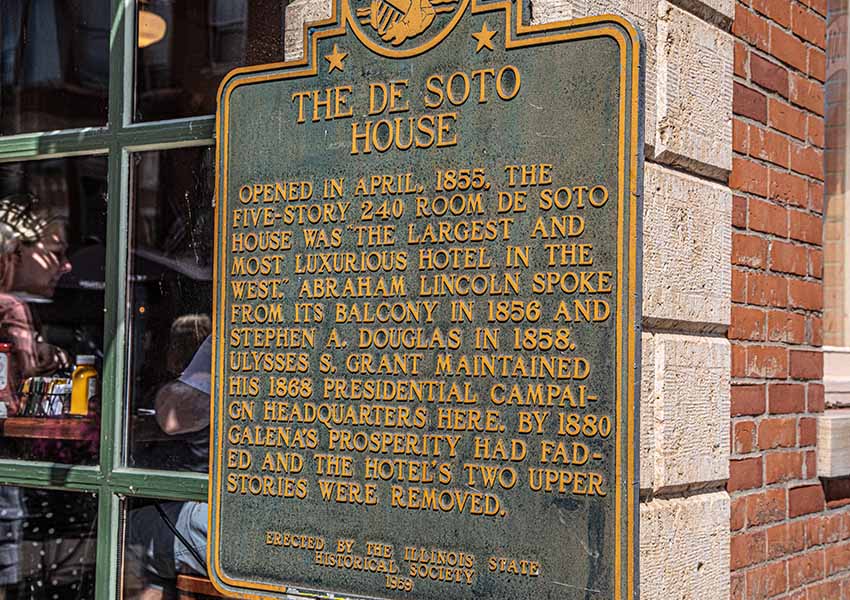 THE DE SOTO
HOUSE
OPENED IN APRIL, 1855, THE
FIVE-STORY 240 ROOM DE SOTO
HOUSE WAS "THE LARGEST AND
MOST LUXURIOUS HOTEL IN THE
WEST." ABRAHAM LINCOLN SPOKE
FROM ITS BALCONY IN 1856 AND
STEPHEN A. DOUGLAS IN 1858.
ULYSSES S. GRANT MAINTAINED
HIS 1868 PRESIDENTIAL CAMPAI-
GN HEADQUARTERS HERE. BY 1880
GALENA'S PROSPERITY HAD FAD-
ED AND THE HOTEL'S TWO UPPER
STORIES WERE REMOVED.
ERECTED BY THE ILLINOIS STATE
HISTORICAL SOCIETY
1959